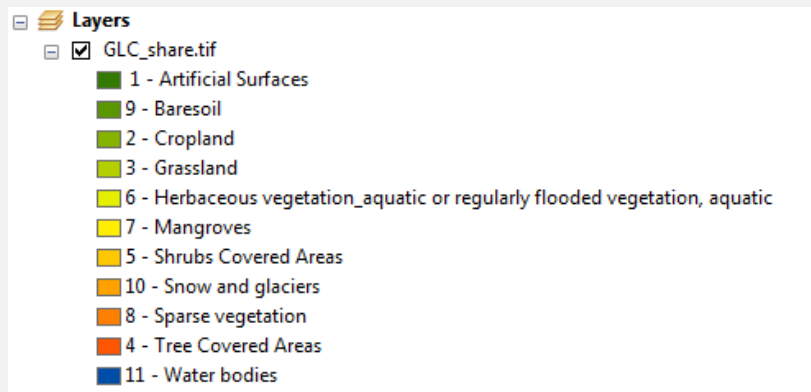 Layers
GLC_share.tif
1 - Artificial Surfaces
9 - Baresoil
2 - Cropland
3 - Grassland
6 - Herbaceous vegetation_aquatic or regularly flooded vegetation, aquatic
7 - Mangroves
5 - Shrubs Covered Areas
10 - Snow and glaciers
8 - Sparse vegetation
4 - Tree Covered Areas
11 - Water bodies